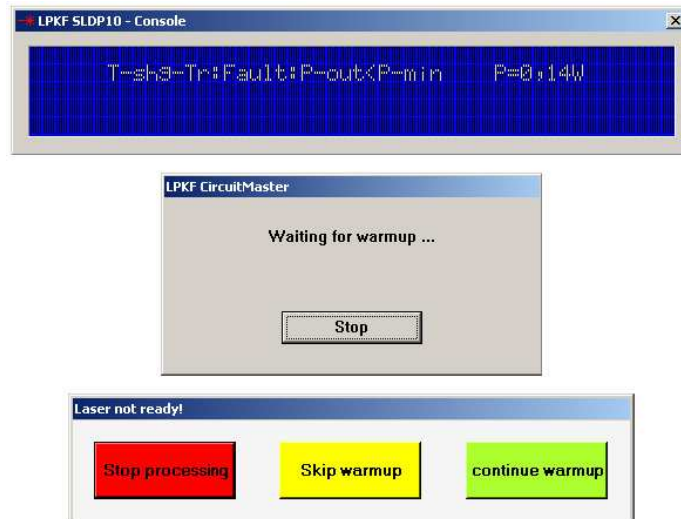 LPKF SLDP10 - Console
T-shg-Tr:Fault:P-out<P-min P=0,14W
LPKF CircuitMaster
Waiting for warmup ...
Stop
Laser not ready!
Stop processing Skip warmup continue warmup